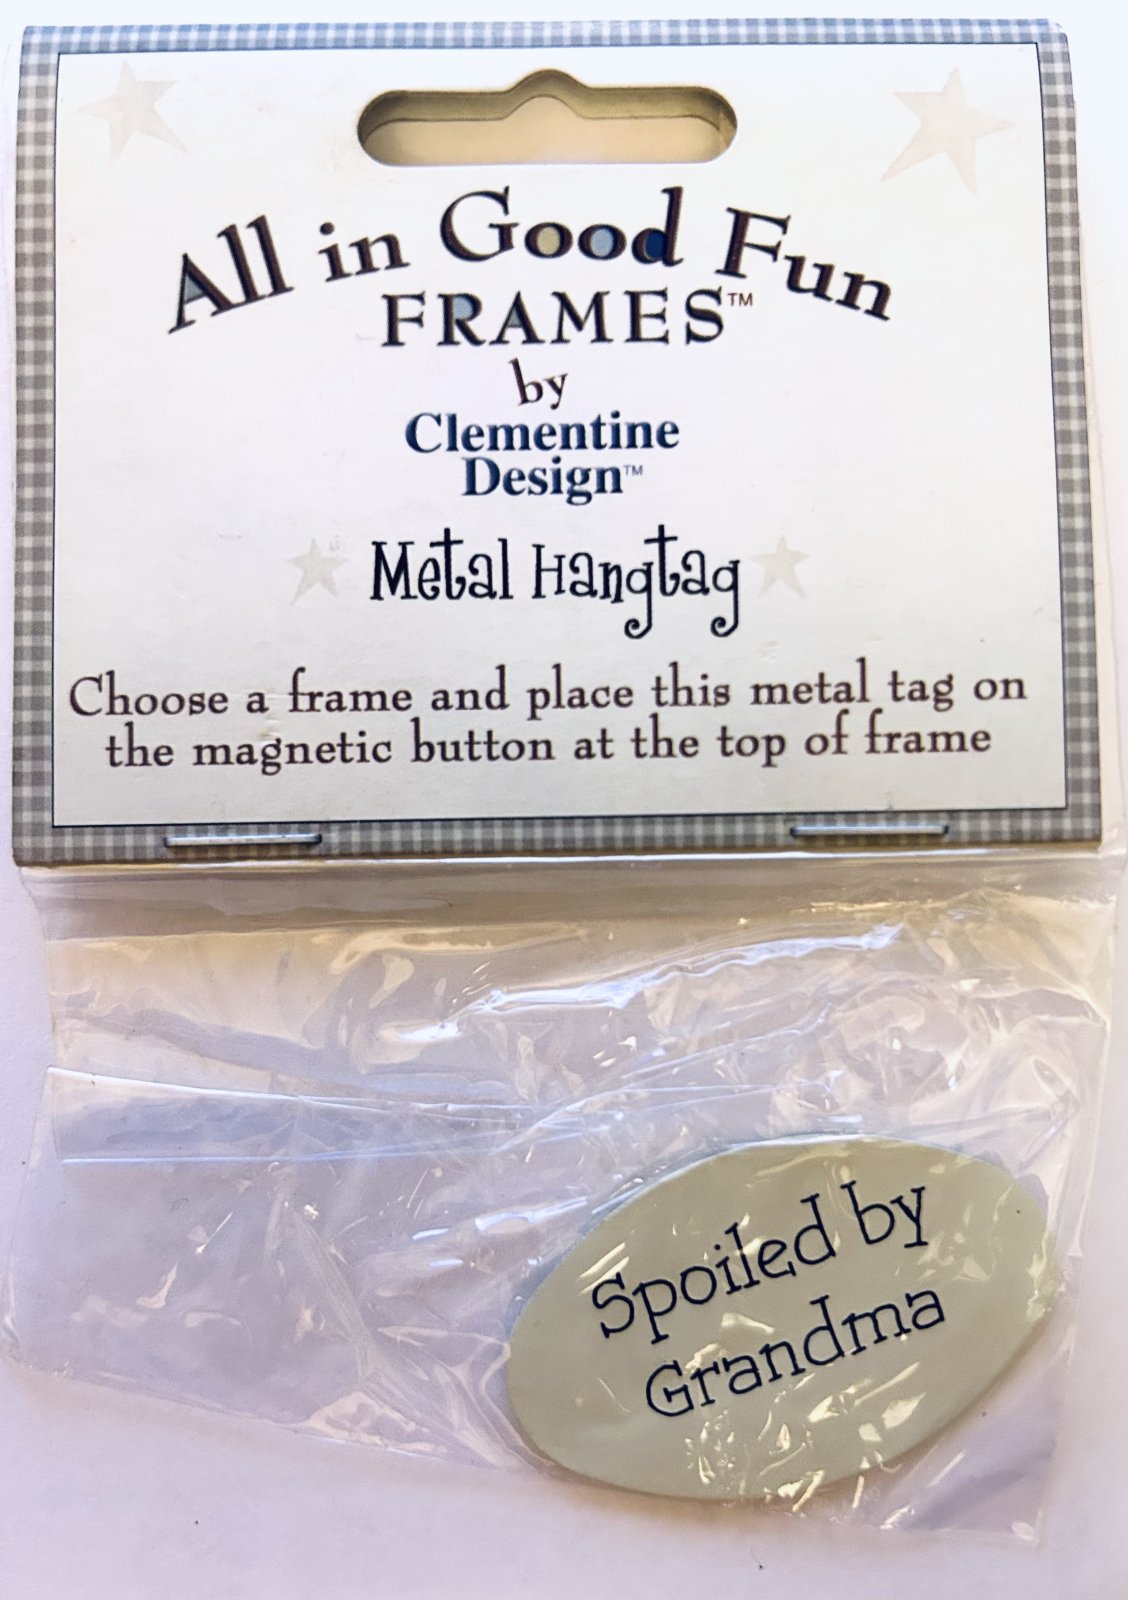 All in Good Fun
FRAMES™
by
Clementine
Design™
Metal Hangtag
Choose a frame and place this metal tag on
the magnetic button at the top of frame
Spoiled by
Grandma